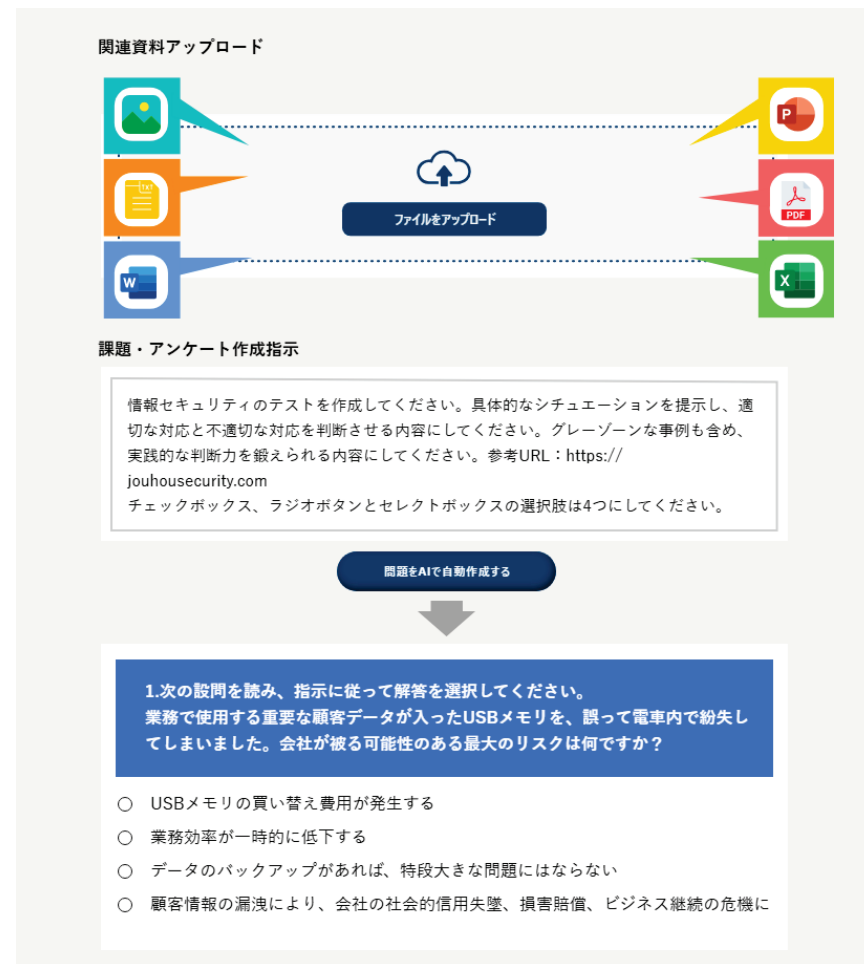 関連資料アップロード
P
txt
ファイルをアップロード
PDF
W
X
課題・アンケート作成指示
情報セキュリティのテストを作成してください。具体的なシチュエーションを提示し、適
切な対応と不適切な対応を判断させる内容にしてください。グレーゾーンな事例も含め、
実践的な判断力を鍛えられる内容にしてください。参考URL：https://
jouhousecurity.com
チェックボックス、ラジオボタンとセレクトボックスの選択肢は4つにしてください。
問題をAIで自動作成する
1.次の設問を読み、指示に従って解答を選択してください。
業務で使用する重要な顧客データが入ったUSBメモリを、誤って電車内で紛失し
てしまいました。会社が被る可能性のある最大のリスクは何ですか？
USBメモリの買い替え費用が発生する
業務効率が一時的に低下する
データのバックアップがあれば、特段大きな問題にはならない
顧客情報の漏洩により、会社の社会的信用失墜、損害賠償、ビジネス継続の危機に